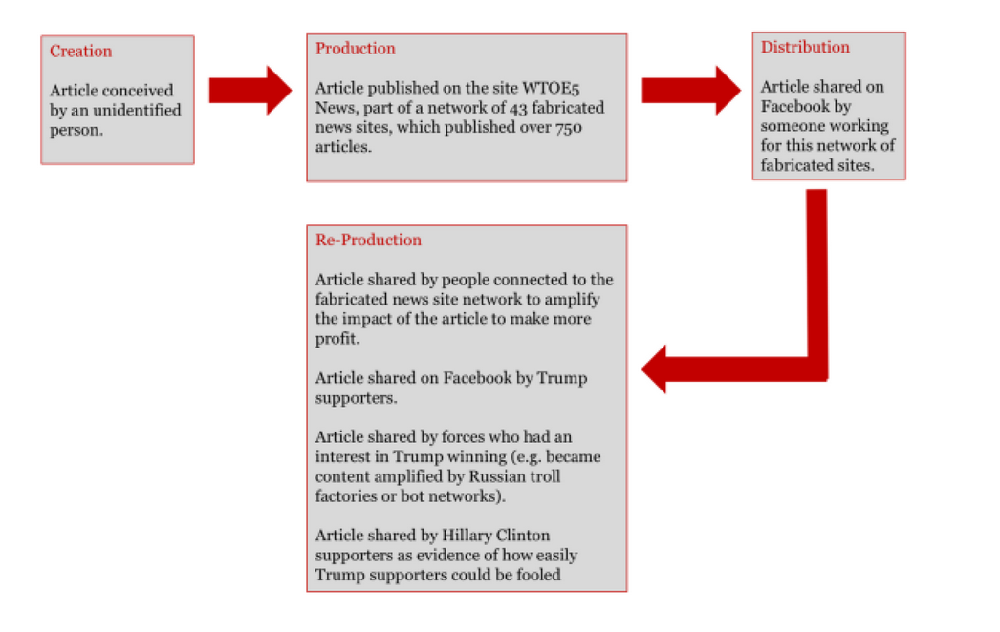 Creation
Article conceived
by an unidentified
person.
Production
Article published on the site WTOE5
News, part of a network of 43 fabricated
news sites, which published over 750
articles.
Distribution
Article shared on
Facebook by
someone working
for this network of
fabricated sites.
Re-Production
Article shared by people connected to the
fabricated news site network to amplify
the impact of the article to make more
profit.
Article shared on Facebook by Trump
supporters.
Article shared by forces who had an
interest in Trump winning (e.g. became
content amplified by Russian troll
factories or bot networks).
Article shared by Hillary Clinton
supporters as evidence of how easily
Trump supporters could be fooled